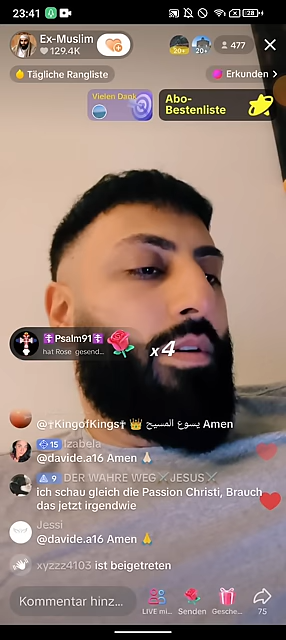 23:41
28
Ex-Muslim
129.4K
20+
20+
477
Tägliche Rangliste
Erkunden
Vielen Dank
Abo-
Bestenliste
Psalm91
hat Rose gesend...
x4
@✝KingofKings✝ 👑 يسوع المسيح Amen
15 Izabela
@davide.a16 Amen 🙏🏻
9 DER WAHRE WEG⚔JESUS⚔
ich schau gleich die Passion Christi, Brauch
das jetzt irgendwie
Jessi
@davide.a16 Amen 🙏
xyzzz4103 ist beigetreten
Kommentar hinz...
LIVE mi...
Senden
Gesche...
75